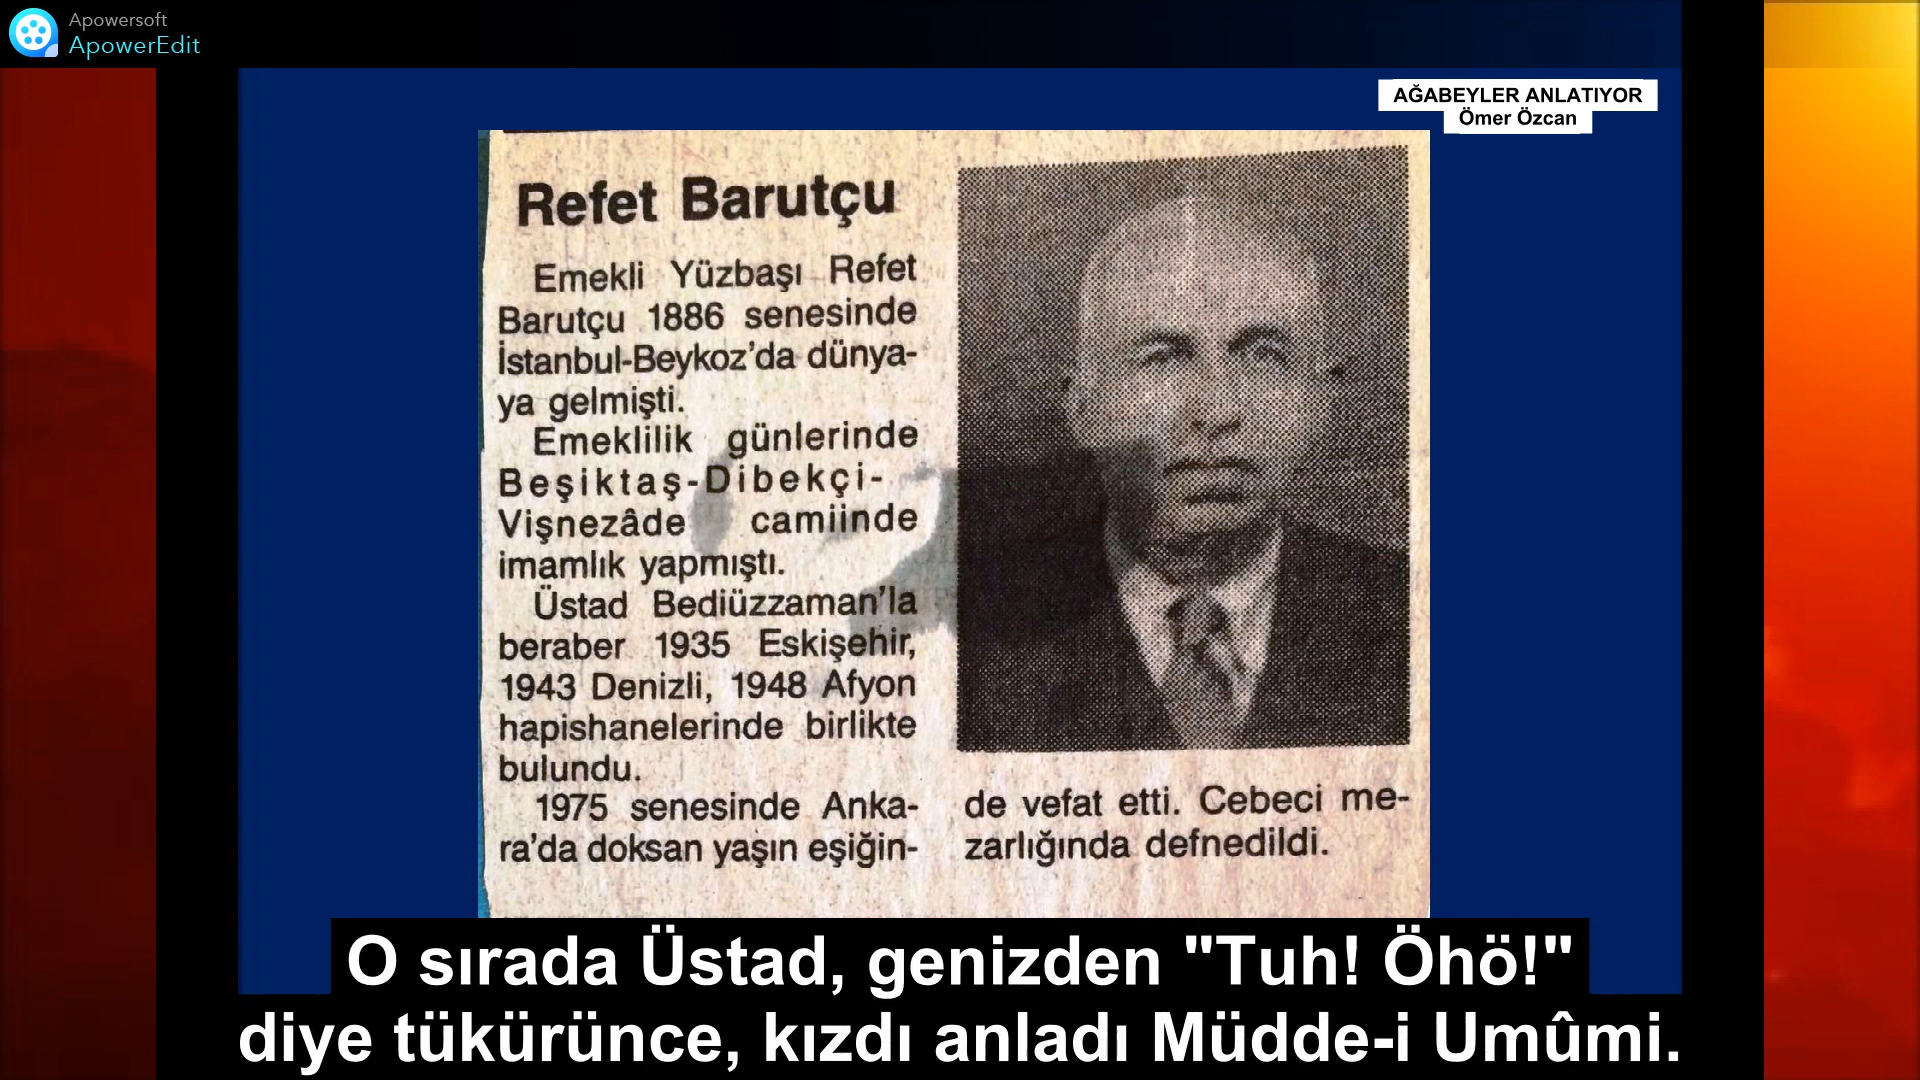 Apowersoft
ApowerEdit
AĞABEYLER ANLATIYOR
Ömer Özcan
Refet Barutçu
Emekli Yüzbaşı Refet
Barutçu 1886 senesinde
İstanbul-Beykoz'da dünya-
ya gelmişti.
Emeklilik günlerinde
Beşiktaş-Dibekçi-
Vişnezâde camiinde
imamlık yapmıştı.
Üstad Bediüzzaman'la
beraber 1935 Eskişehir,
1943 Denizli, 1948 Afyon
hapishanelerinde birlikte
bulundu.
1975 senesinde Anka-
ra'da doksan yaşın eşiğin-
de vefat etti. Cebeci me-
zarlığında defnedildi.
O sırada Üstad, genizden "Tuh! Öhö!"
diye tükürünce, kızdı anladı Müdde-i Umûmi.